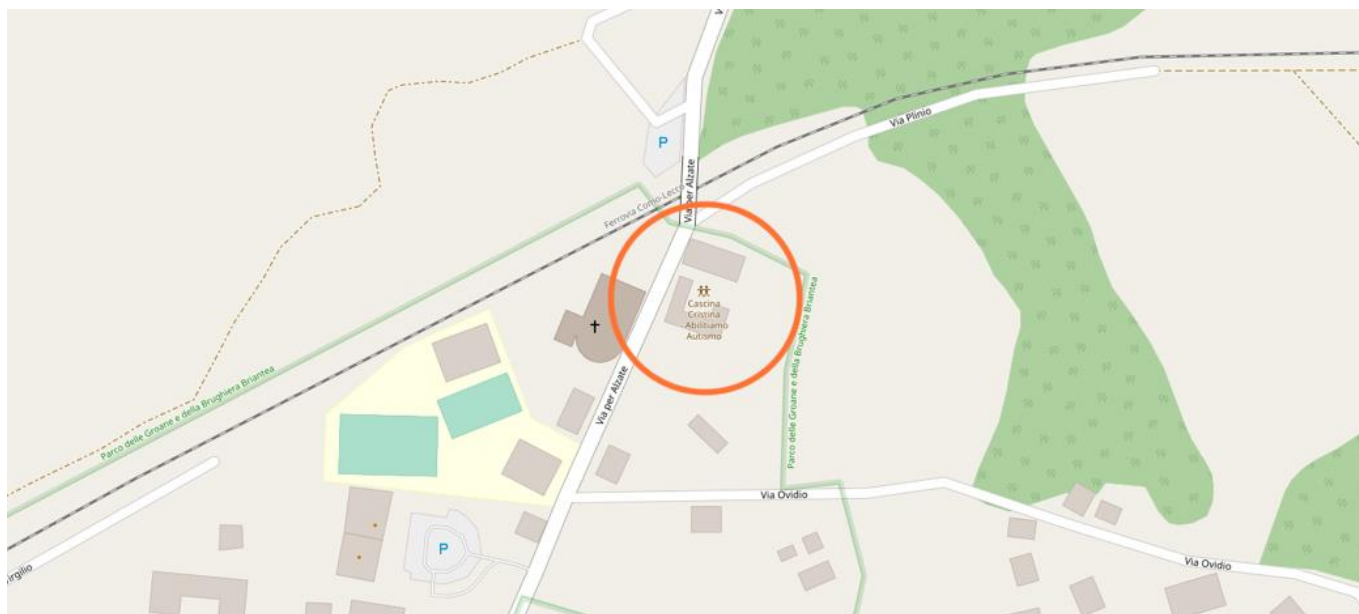 V
P
Via Plinio
Via per Alzate
Ferrovia Como-Lecco
Cascina
Cristina
- Abilitiamo
Autismo
Parco delle Groane e della Brughiera Briantea
Parco delle Groane e della Brughiera Briantea
Via per Alzate
Via Ovidio
P
Via Ovidio
Virgilio